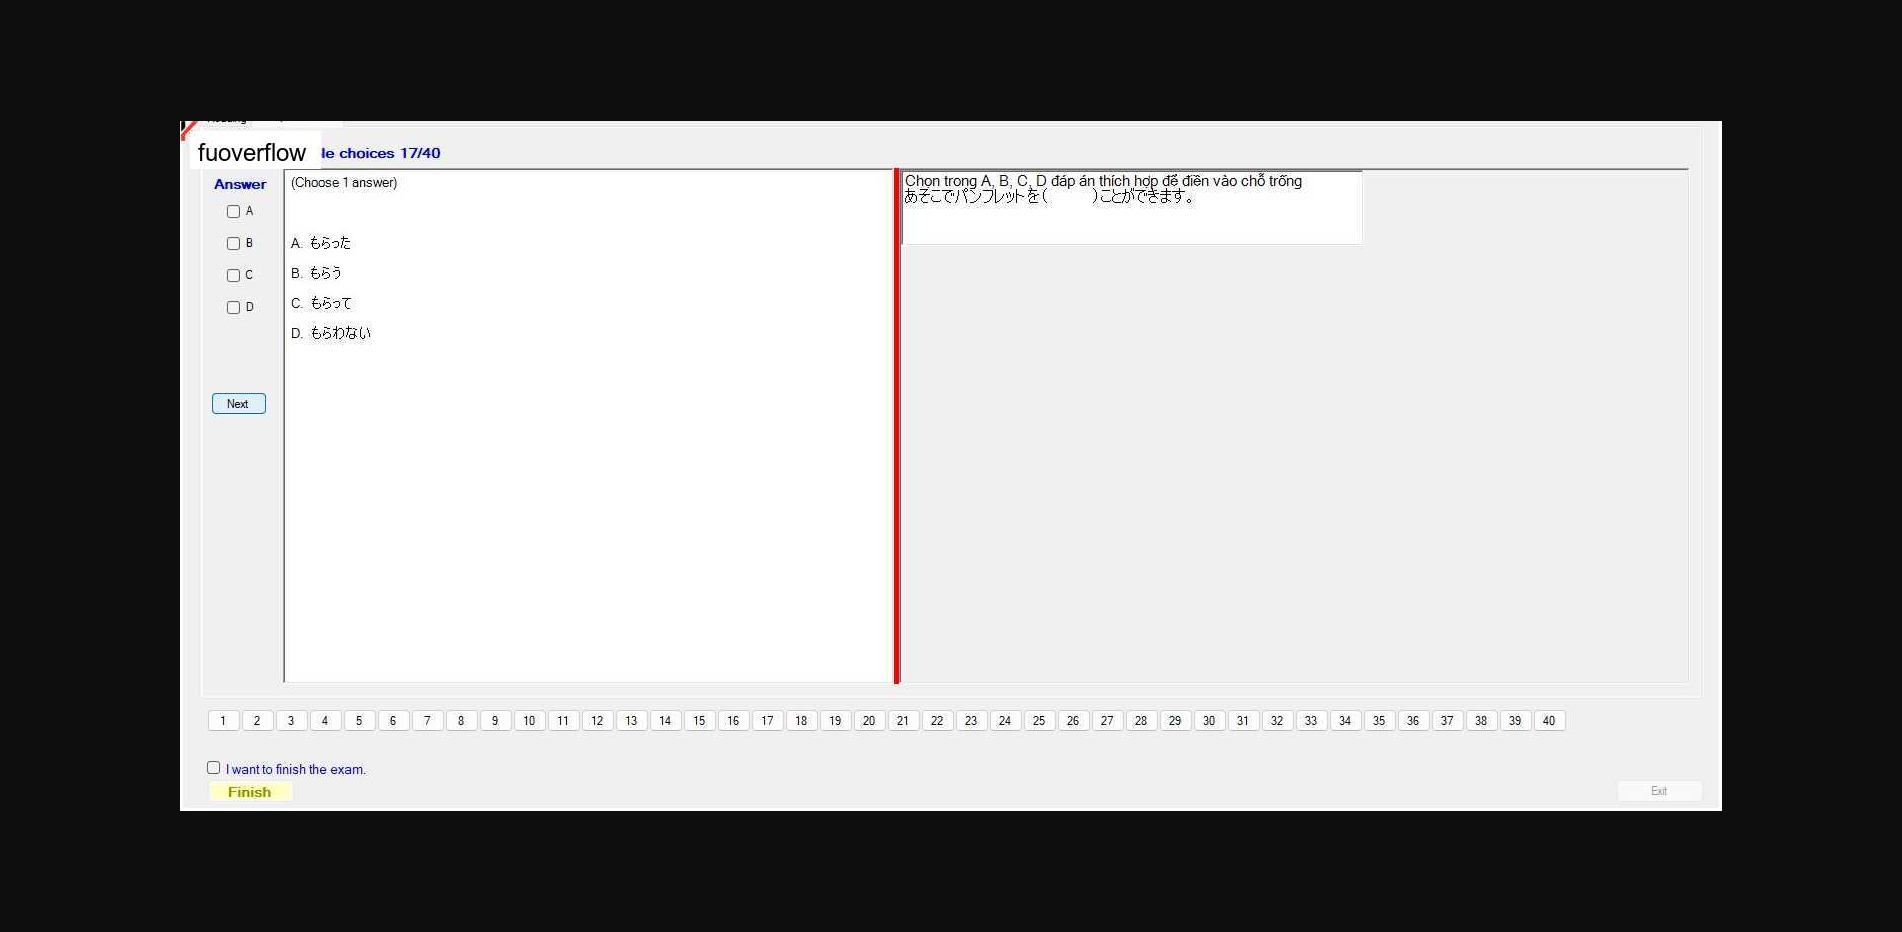 fuoverflow
le choices 17/40
Answer
(Choose 1 answer)
A
B
C
D
A. もらった
B. もらう
C. もらって
D. もらわない
Next
Chọn trong A, B, C, D đáp án thích hợp để điền vào chỗ trống
あそこでパンフレットを( )ことができます。
1 2 3 4 5 6 7 8 9 10 11 12 13 14 15 16 17 18 19 20 21 22 23 24 25 26 27 28 29 30 31 32 33 34 35 36 37 38 39 40
I want to finish the exam.
Finish
Exit